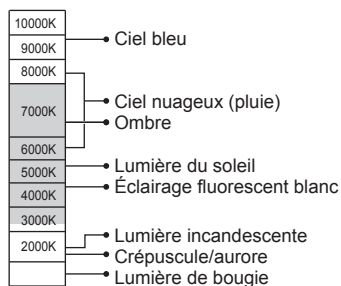 10000K
9000K
Ciel bleu
8000K
7000K
Ciel nuageux (pluie)
Ombre
6000K
5000K
Lumière du soleil
4000K
Éclairage fluorescent blanc
3000K
2000K
Lumière incandescente
Crépuscule/aurore
Lumière de bougie